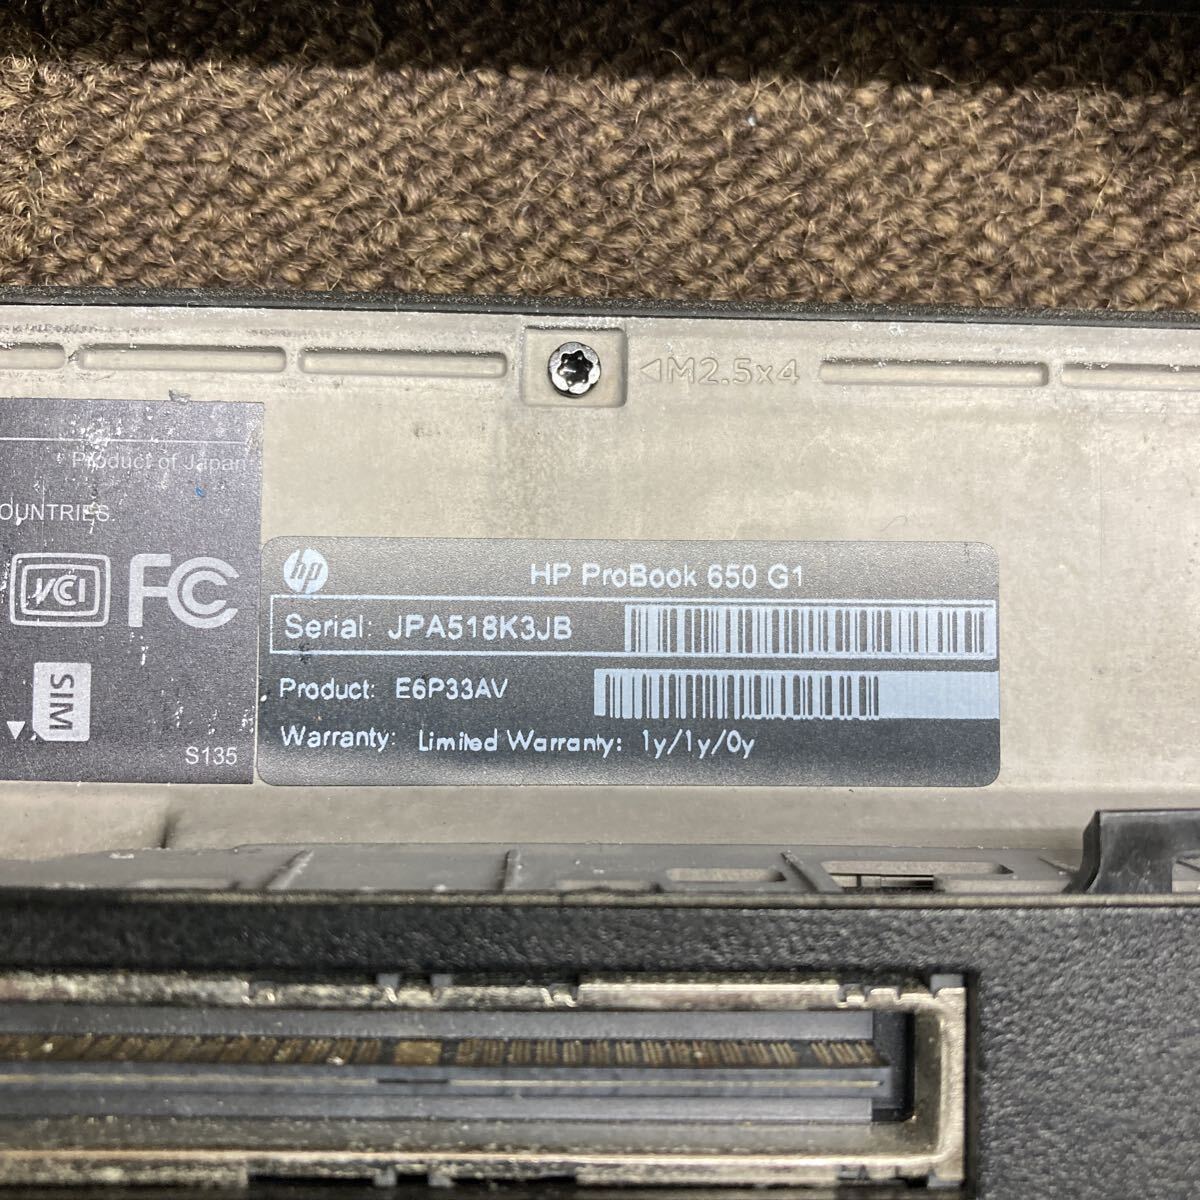 ◁M2.5x4
Product of Japan
OUNTRIES.
VCI
FC
SIM
S135
hp
HP ProBook 650 G1
Serial: JPA518K3JB
Product: E6P33AV
Warranty: Limited Warranty: 1y/1y/0y